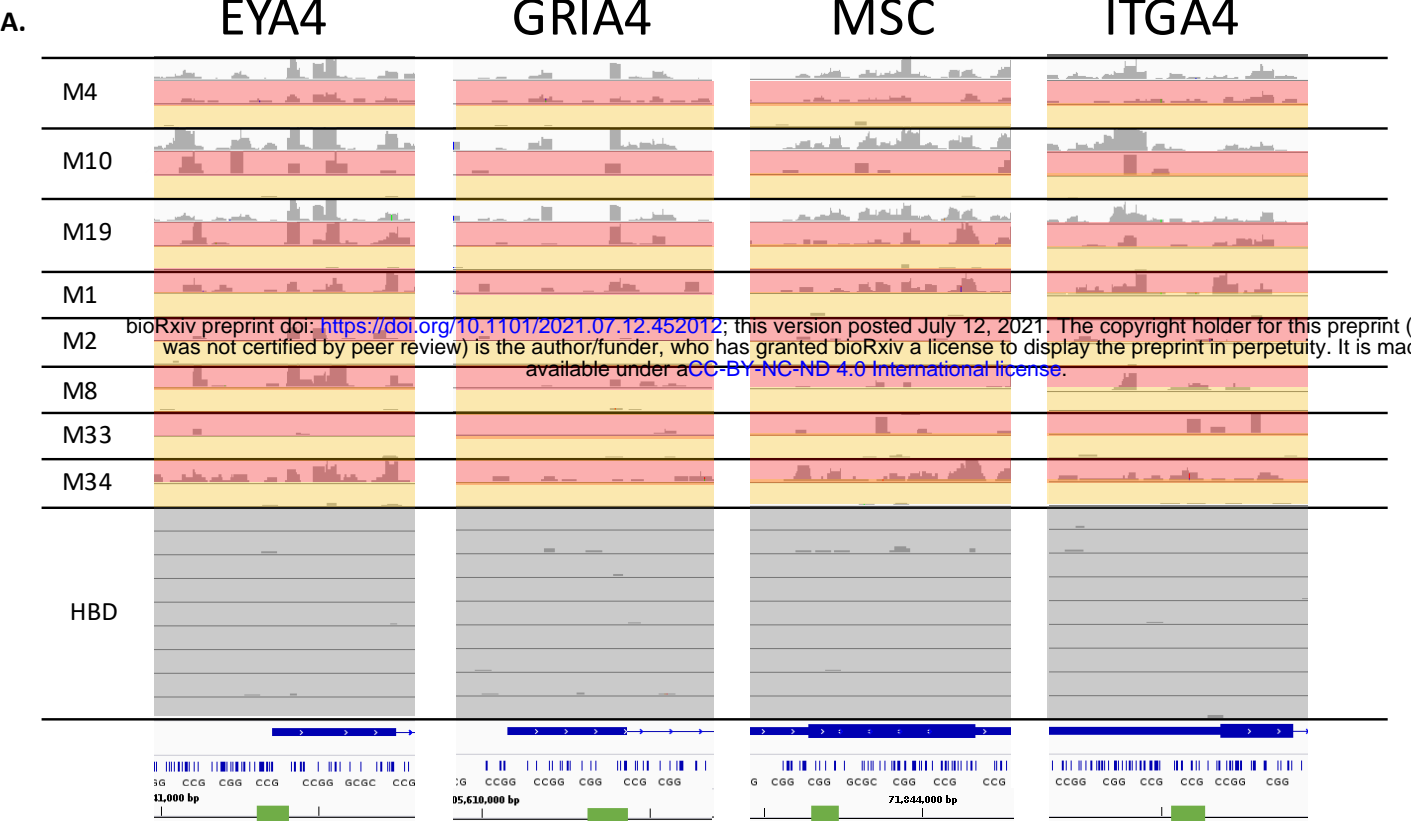 A.
EYA4 GRIA4 MSC ITGA4
M4
M10
M19
M1
M2
bioRxiv preprint doi: https://doi.org/10.1101/2021.07.12.452012; this version posted July 12, 2021. The copyright holder for this preprint (
was not certified by peer review) is the author/funder, who has granted bioRxiv a license to display the preprint in perpetuity. It is mad
available under aCC-BY-NC-ND 4.0 International license.
M8
M33
M34
HBD
GG CCG CGG CCG CCGG GCGC CCG CG CCGG CCGG CGG CCG CGG G CGG CGG GCGC CGG CCG CCG CCGG CGG CCG CCG CCGG CGG
41,000 bp 05,610,000 bp 71,844,000 bp